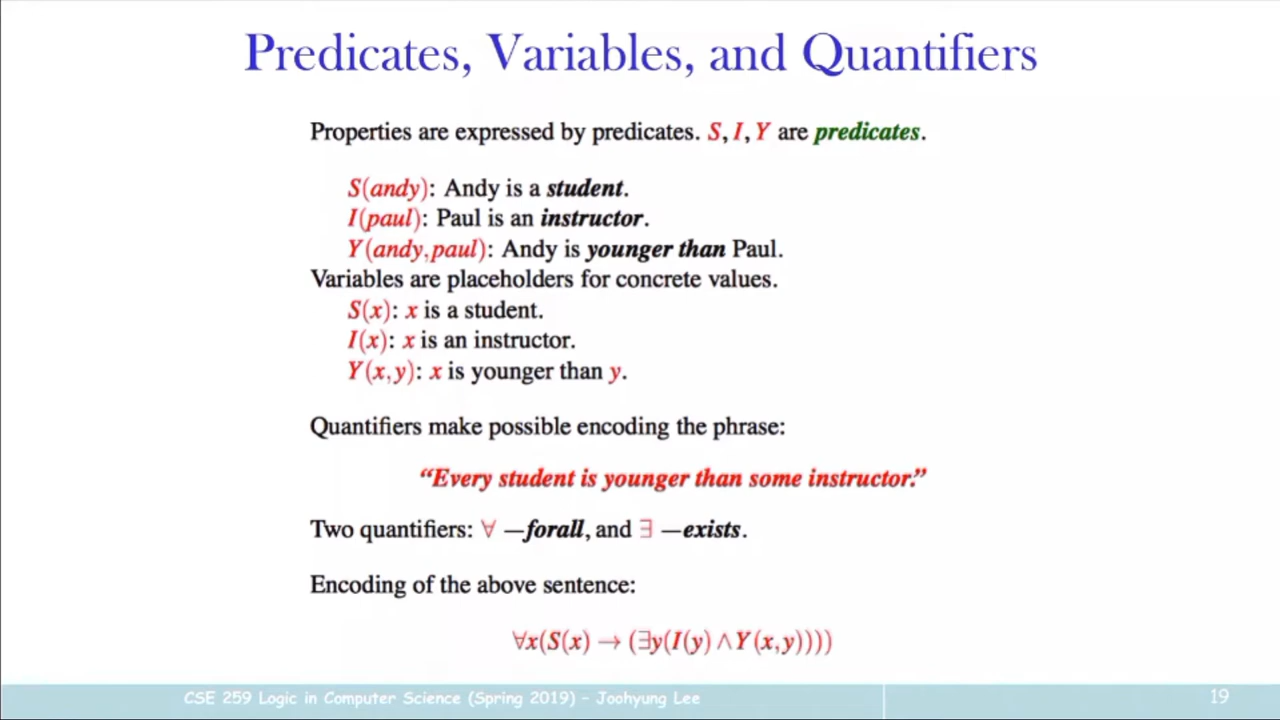 Predicates, Variables, and Quantifiers
Properties are expressed by predicates. S, I, Y are predicates.
S(andy): Andy is a student.
I(paul): Paul is an instructor.
Y(andy,paul): Andy is younger than Paul.
Variables are placeholders for concrete values.
S(x): x is a student.
I(x): x is an instructor.
Y(x,y): x is younger than y.
Quantifiers make possible encoding the phrase:
“Every student is younger than some instructor.”
Two quantifiers: ∀ —forall, and ∃ —exists.
Encoding of the above sentence:
∀x(S(x) → (∃y(I(y) ∧ Y(x,y))))
CSE 259 Logic in Computer Science (Spring 2019) – Joohyung Lee
19